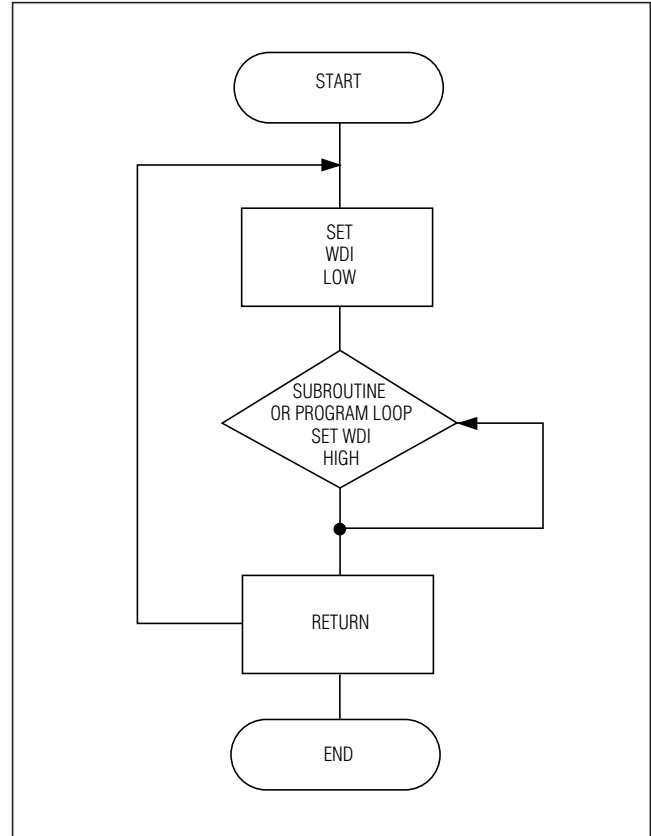 START
SET
WDI
LOW
SUBROUTINE
OR PROGRAM LOOP
SET WDI
HIGH
RETURN
END